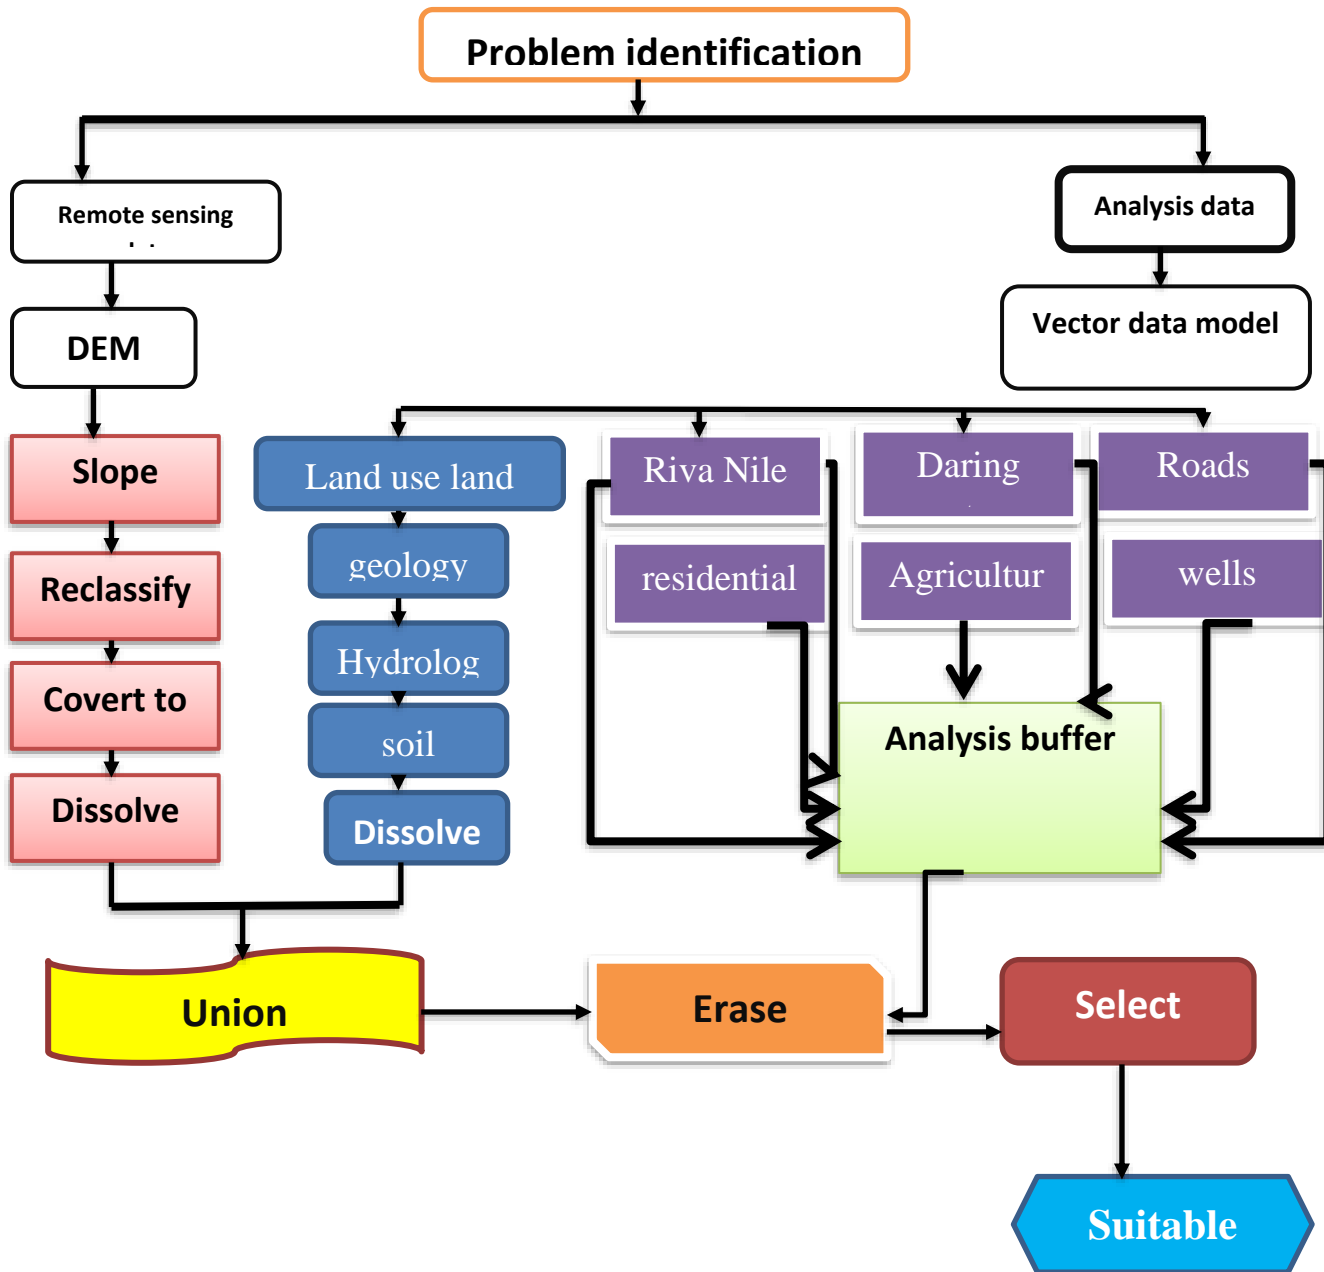 Problem identification
Remote sensing
Analysis data
DEM
Vector data model
Slope
Land use land
Riva Nile
Daring
Roads
Reclassify
geology
residential
Agricultur
wells
Covert to
Hydrolog
soil
Analysis buffer
Dissolve
Dissolve
Union
Erase
Select
Suitable